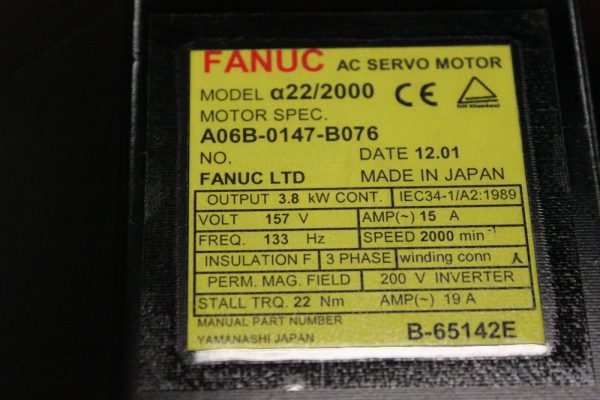 FANUC AC SERVO MOTOR
MODEL α22/2000
MOTOR SPEC.
A06B-0147-B076
NO. DATE 12.01
FANUC LTD MADE IN JAPAN
OUTPUT 3.8 kW CONT. IEC34-1/A2:1989
VOLT 157 V AMP(~) 15 A
FREQ. 133 Hz SPEED 2000 min⁻¹
INSULATION F 3 PHASE winding conn
PERM. MAG. FIELD 200 V INVERTER
STALL TRQ. 22 Nm AMP(~) 19 A
MANUAL PART NUMBER B-65142E
YAMANASHI JAPAN
CE